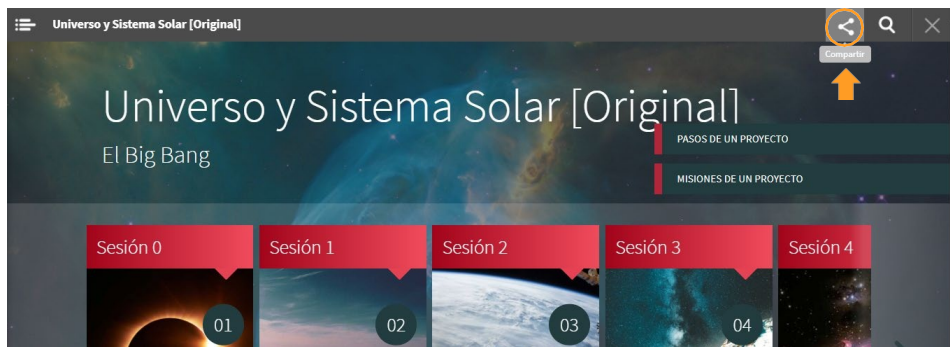 Universo y Sistema Solar [Original]
Compartir
Universo y Sistema Solar [Original]
El Big Bang
PASOS DE UN PROYECTO
MISIONES DE UN PROYECTO
Sesión 0
Sesión 1
Sesión 2
Sesión 3
Sesión 4
01
02
03
04